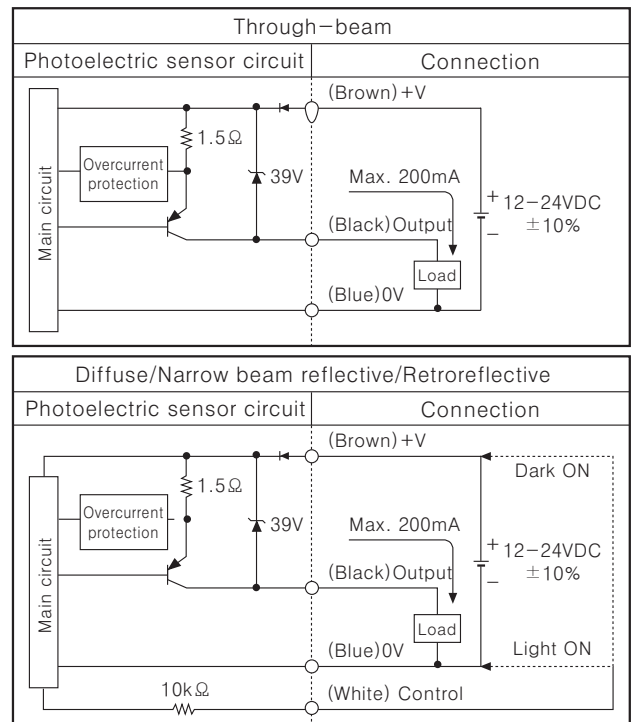 Through-beam
Photoelectric sensor circuit
Connection
(Brown)+V
1.5Ω
Overcurrent
protection
39V
Max. 200mA
+
12-24VDC
±10%
-
Main circuit
(Black)Output
Load
(Blue)0V
Diffuse/Narrow beam reflective/Retroreflective
Photoelectric sensor circuit
Connection
(Brown)+V
Dark ON
1.5Ω
Overcurrent
protection
39V
Max. 200mA
+
12-24VDC
±10%
-
Main circuit
(Black)Output
Load
(Blue)0V
Light ON
10kΩ
(White) Control